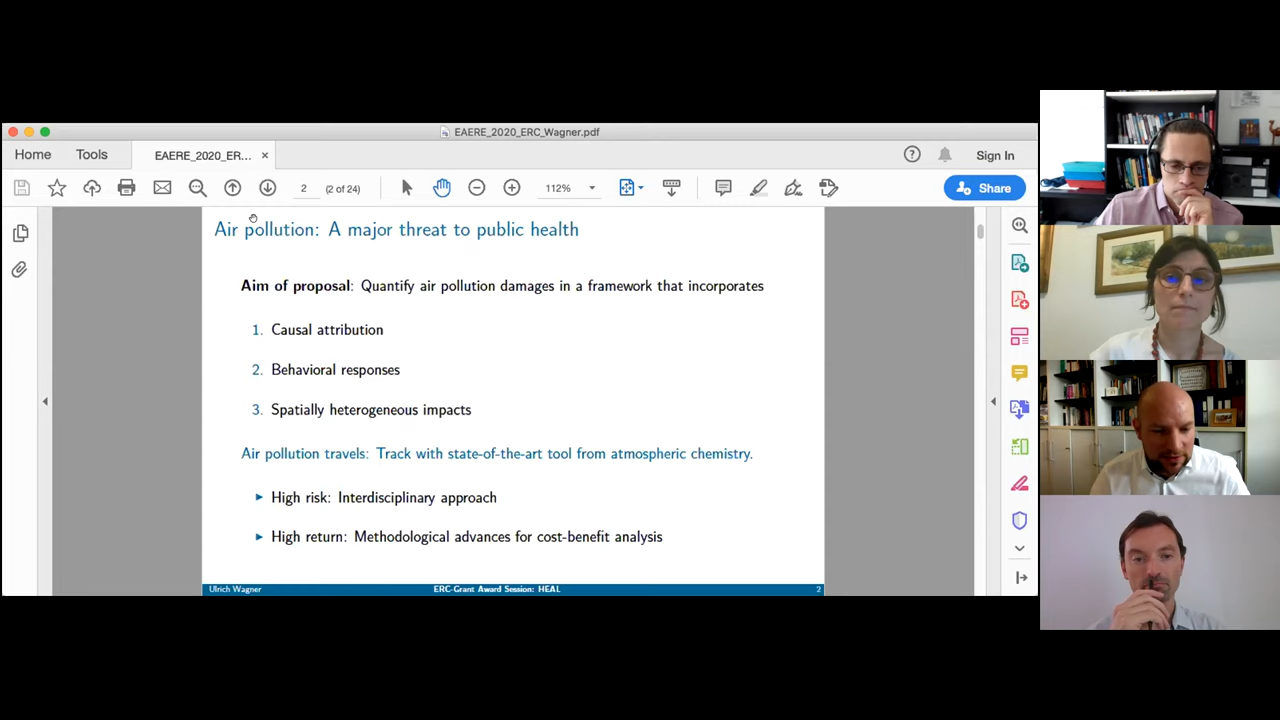 EAERE_2020_ERC_Wagner.pdf
Home Tools EAERE_2020_ER... × Sign In
2 (2 of 24) 112% Share
Air pollution: A major threat to public health
Aim of proposal: Quantify air pollution damages in a framework that incorporates
1. Causal attribution
2. Behavioral responses
3. Spatially heterogeneous impacts
Air pollution travels: Track with state-of-the-art tool from atmospheric chemistry.
▶ High risk: Interdisciplinary approach
▶ High return: Methodological advances for cost-benefit analysis
Ulrich Wagner ERC-Grant Award Session: HEAL 2